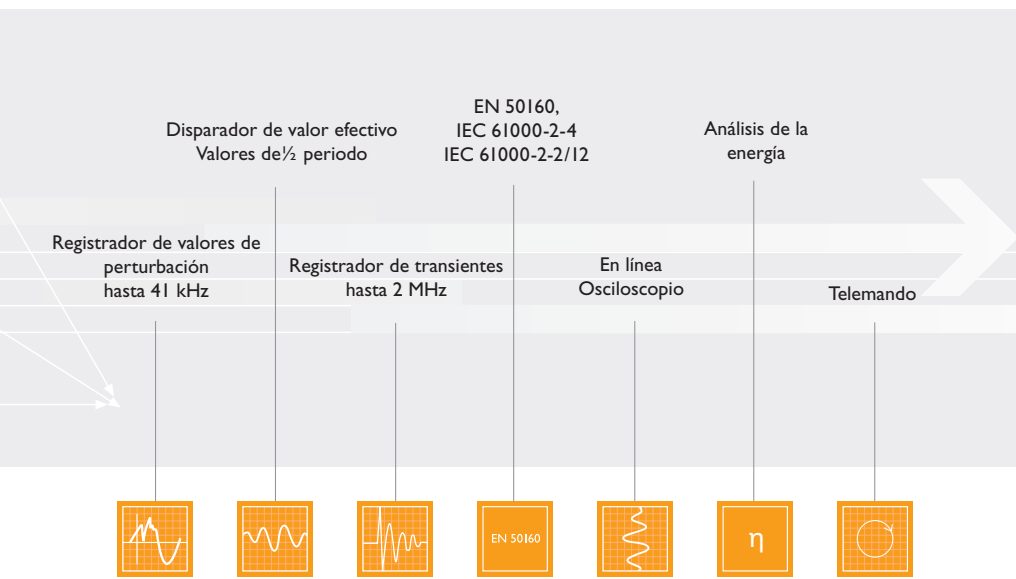 Registrador de valores de
perturbación
hasta 41 kHz
Disparador de valor efectivo
Valores de½ periodo
Registrador de transientes
hasta 2 MHz
EN 50160,
IEC 61000-2-4
IEC 61000-2-2/12
En línea
Osciloscopio
Análisis de la
energía
Telemando
EN 50160
η